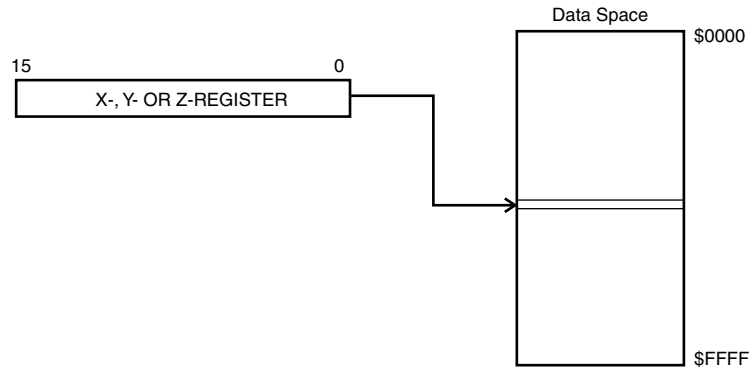 Data Space
$0000
15 0
X-, Y- OR Z-REGISTER
$FFFF